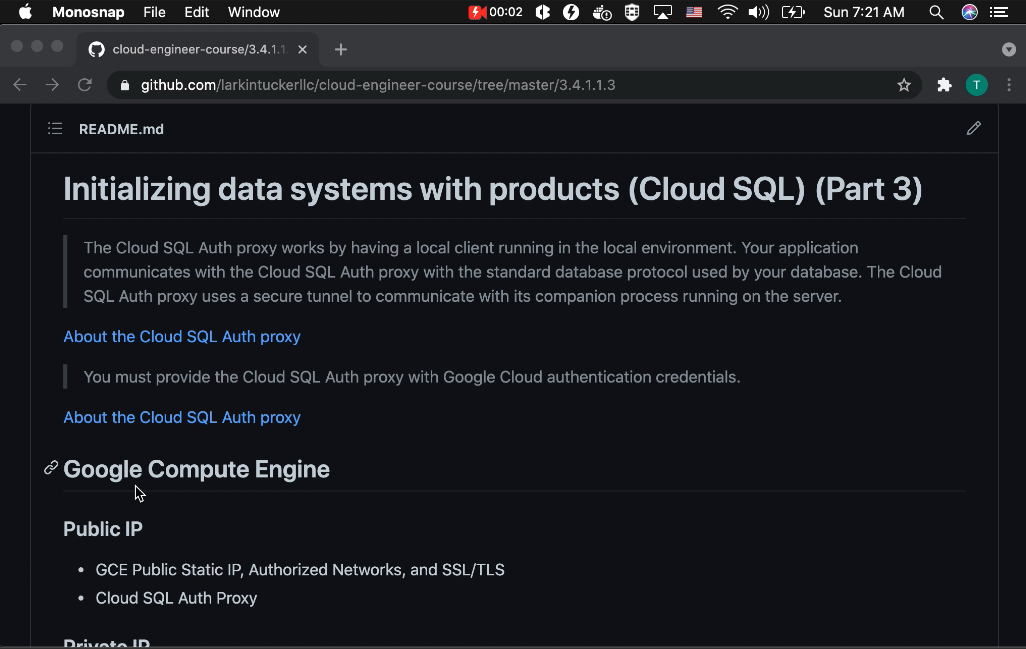 Monosnap File Edit Window 00:02 Sun 7:21 AM
cloud-engineer-course/3.4.1.1
github.com/larkintuckerllc/cloud-engineer-course/tree/master/3.4.1.1.3
T
README.md
Initializing data systems with products (Cloud SQL) (Part 3)
The Cloud SQL Auth proxy works by having a local client running in the local environment. Your application
communicates with the Cloud SQL Auth proxy with the standard database protocol used by your database. The Cloud
SQL Auth proxy uses a secure tunnel to communicate with its companion process running on the server.
About the Cloud SQL Auth proxy
You must provide the Cloud SQL Auth proxy with Google Cloud authentication credentials.
About the Cloud SQL Auth proxy
Google Compute Engine
Public IP
• GCE Public Static IP, Authorized Networks, and SSL/TLS
• Cloud SQL Auth Proxy
Private IP